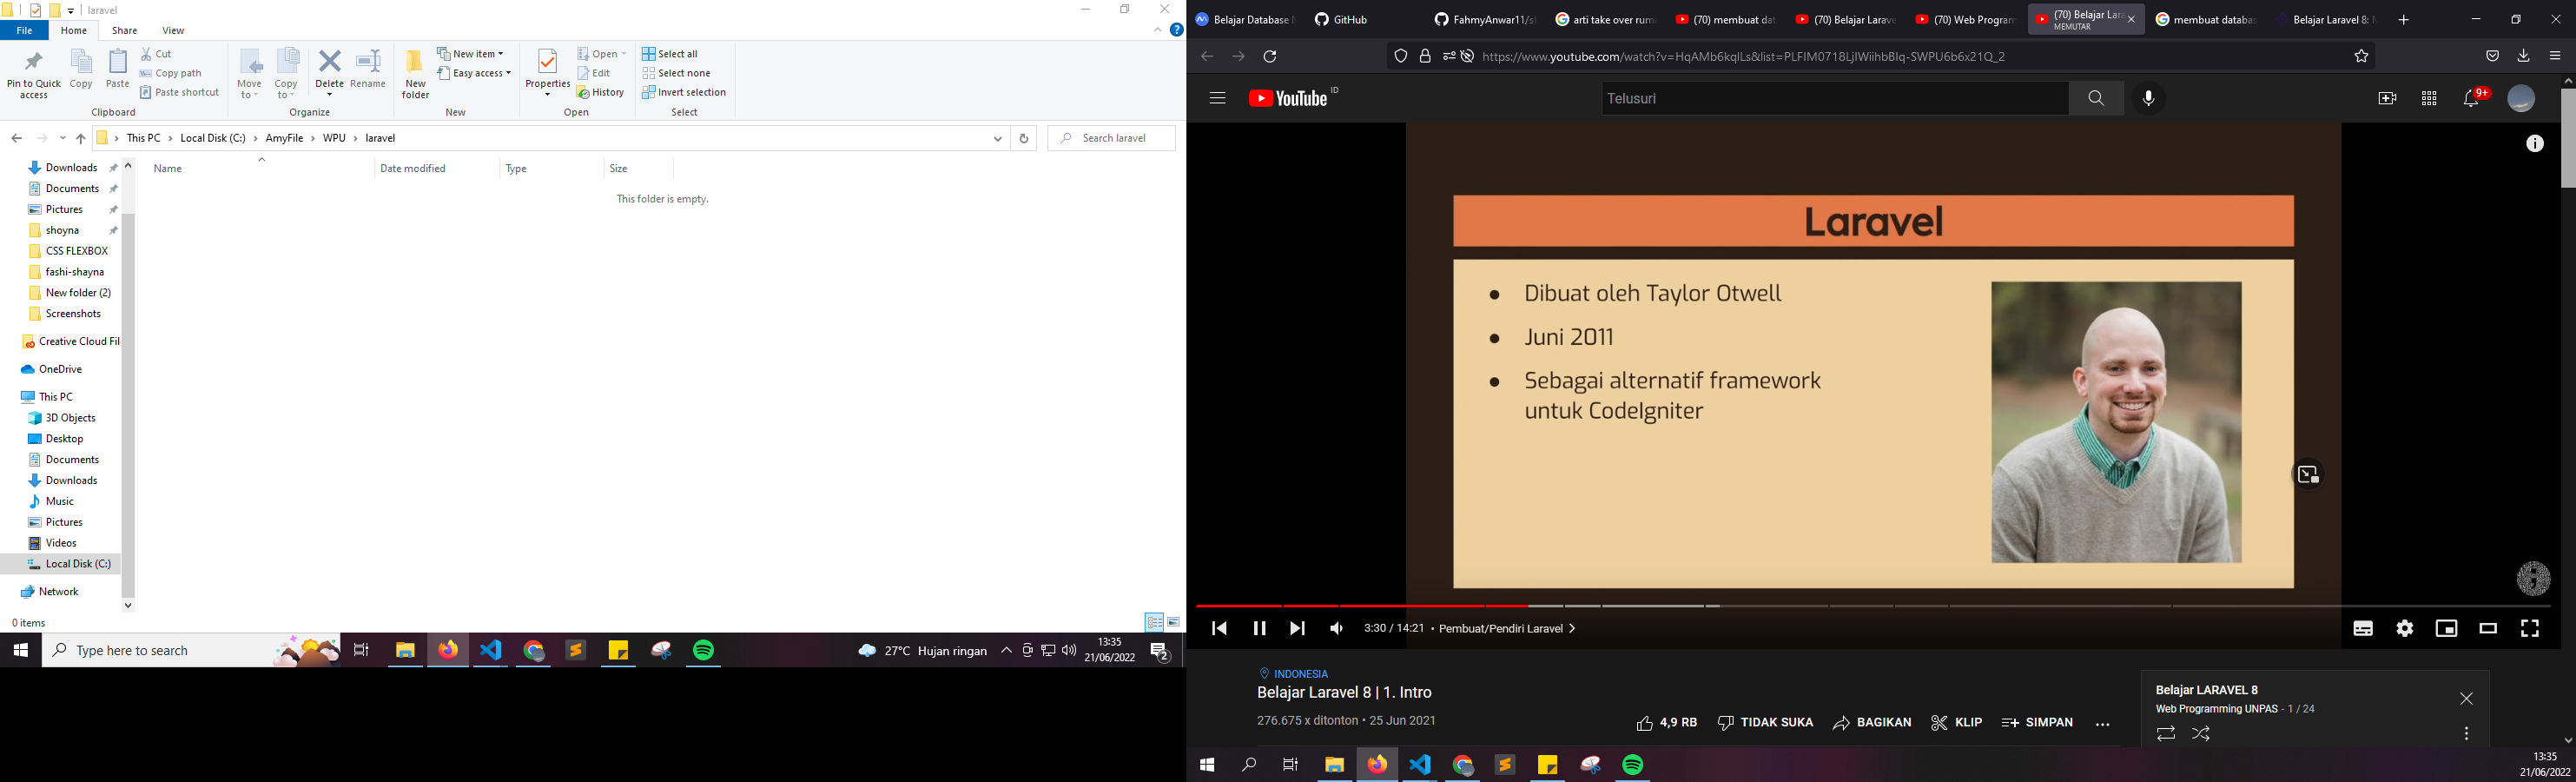 laravel
File Home Share View
Pin to Quick access
Copy
Paste
Cut
Copy path
Paste shortcut
Clipboard
Move to
Copy to
Delete
Rename
Organize
New folder
New item
Easy access
New
Properties
Open
Edit
History
Open
Select all
Select none
Invert selection
Select
This PC > Local Disk (C:) > AmyFile > WPU > laravel
Search laravel
Name Date modified Type Size
This folder is empty.
Downloads
Documents
Pictures
shoyna
CSS FLEXBOX
fashi-shayna
New folder (2)
Screenshots
Creative Cloud Fil
OneDrive
This PC
3D Objects
Desktop
Documents
Downloads
Music
Pictures
Videos
Local Disk (C:)
Network
0 items
Type here to search
27°C Hujan ringan
13:35
21/06/2022
2
Belajar Database
GitHub
FahmyAnwar11/s
arti take over rum
(70) membuat dat
(70) Belajar Larave
(70) Web Program
(70) Belajar Lara
MEMUTAR
membuat databas
Belajar Laravel 8:
https://www.youtube.com/watch?v=HqAMb6kqlLs&list=PLFIM0718LjIWiihbBIq-SWPU6b6x21Q_2
YouTube ID
Telusuri
9+
Laravel
● Dibuat oleh Taylor Otwell
● Juni 2011
● Sebagai alternatif framework
untuk CodeIgniter
3:30 / 14:21 • Pembuat/Pendiri Laravel
INDONESIA
Belajar Laravel 8 | 1. Intro
276.675 x ditonton • 25 Jun 2021
4,9 RB TIDAK SUKA BAGIKAN KLIP SIMPAN
Belajar LARAVEL 8
Web Programming UNPAS - 1 / 24
13:35
21/06/2022